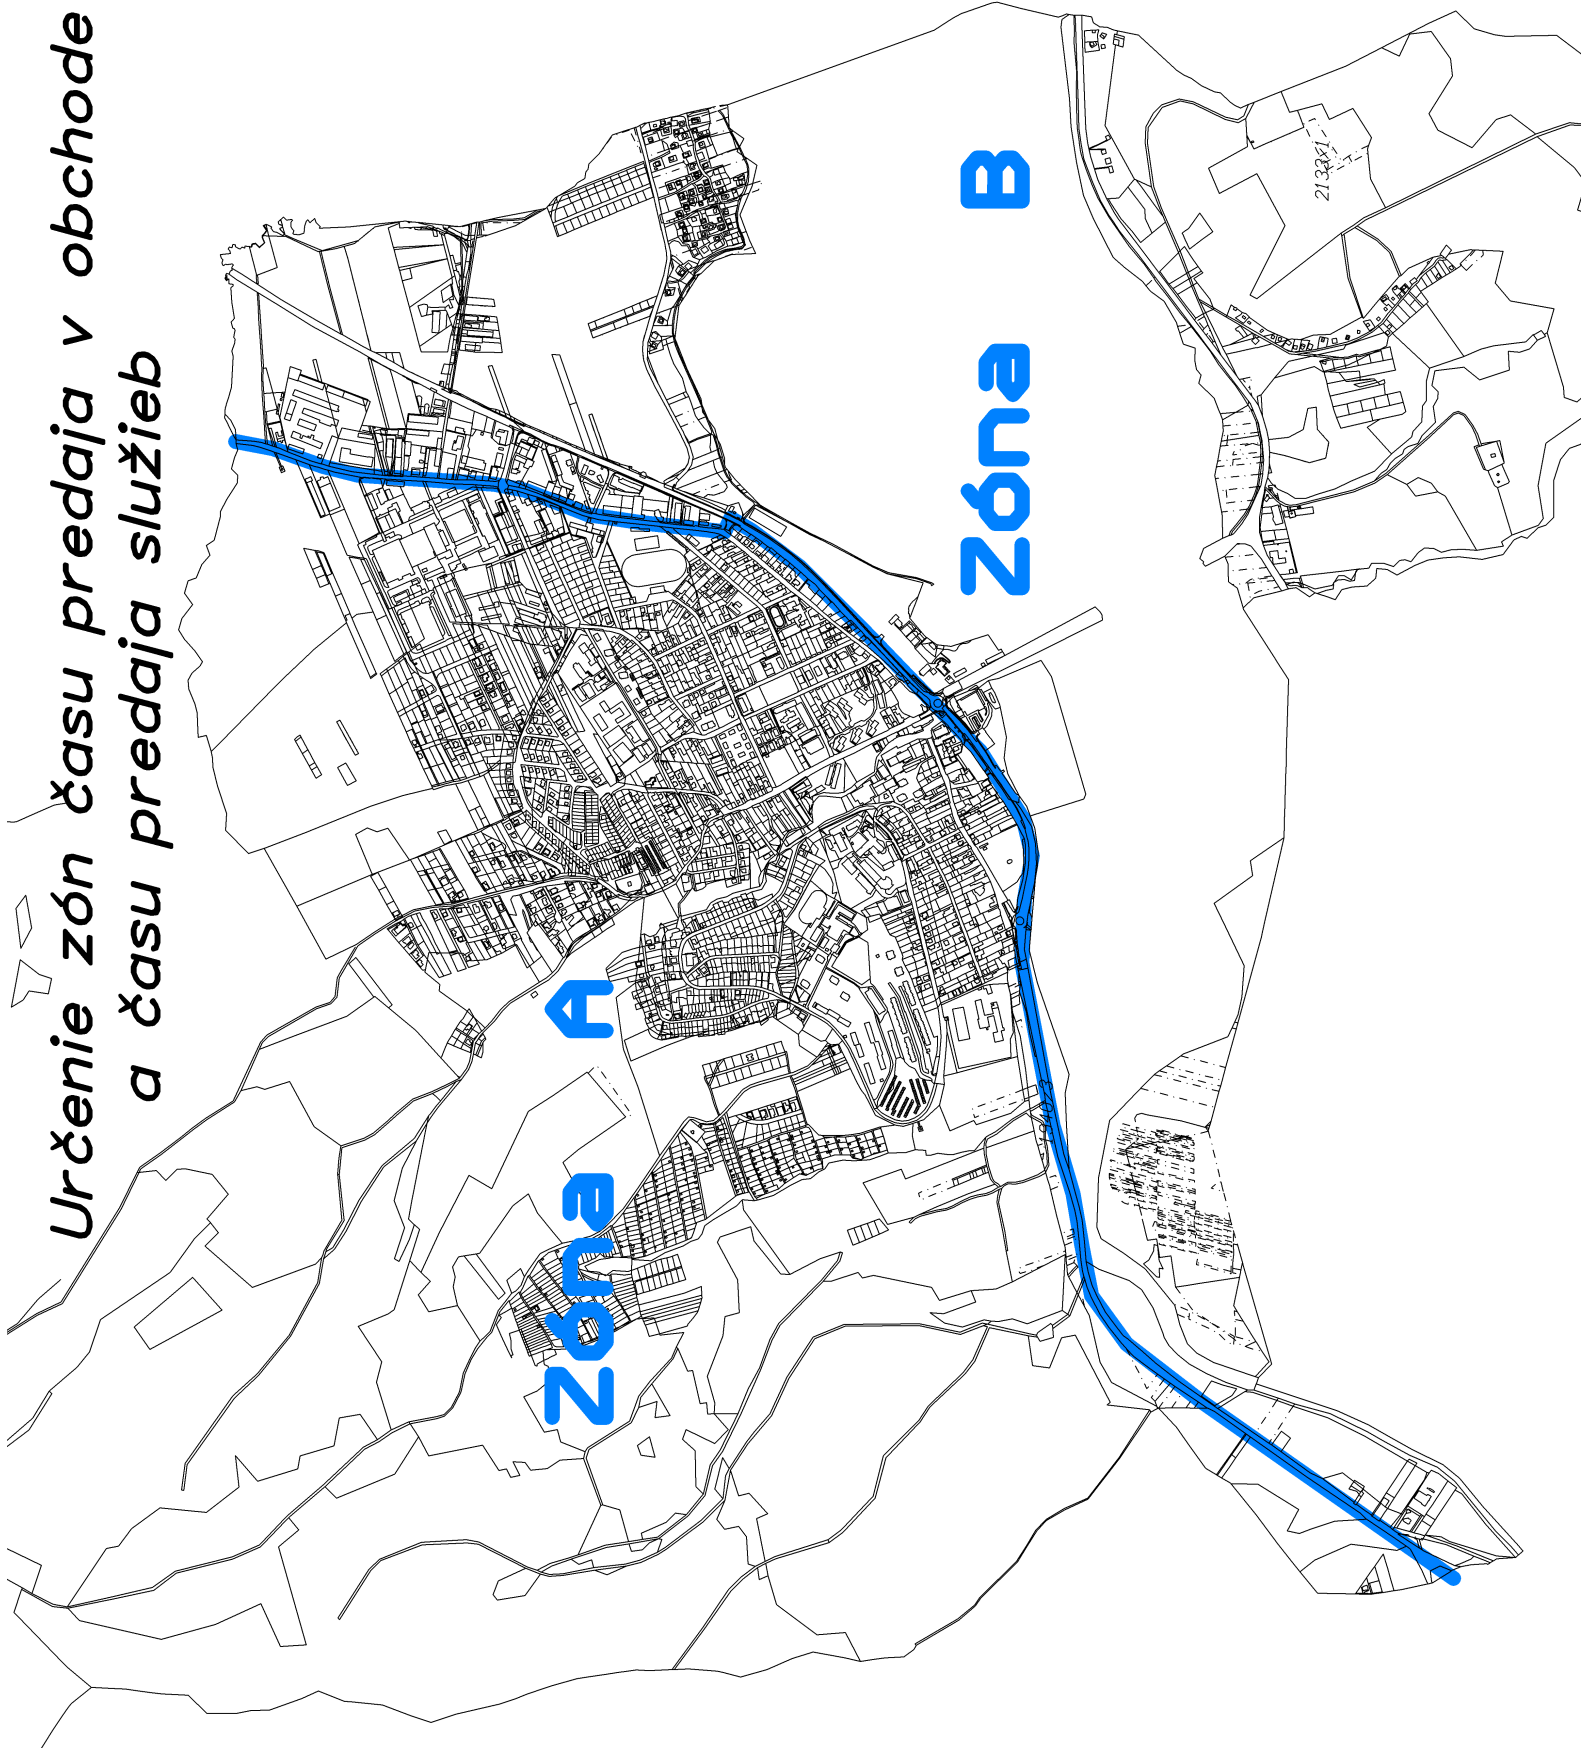 Určenie zón času predaja v obchode
a času predaja služieb
Zóna A
Zóna B